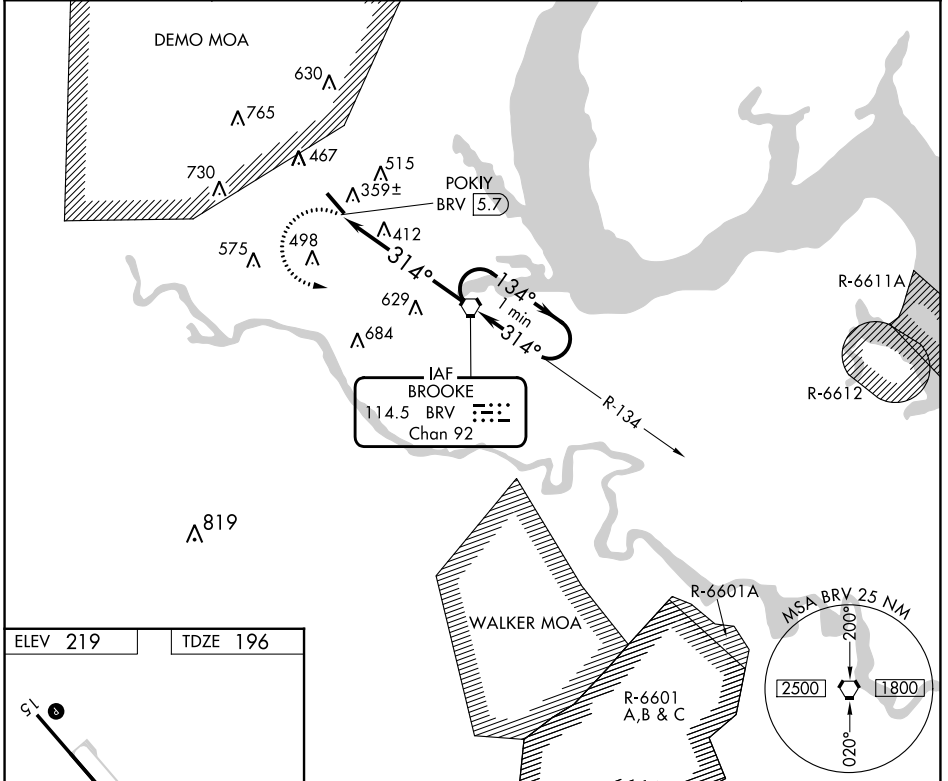 DEMO MOA
630
765
467
730
515
359±
POKIY
BRV 5.7
412
575
498
314°
134°
1 min
314°
629
684
R-6611A
R-6612
IAF
BROOKE
114.5 BRV
Chan 92
R-134
819
R-6601A
WALKER MOA
R-6601
A,B & C
MSA BRV 25 NM
200°
2500
1800
020°
ELEV 219
TDZE 196
15
P